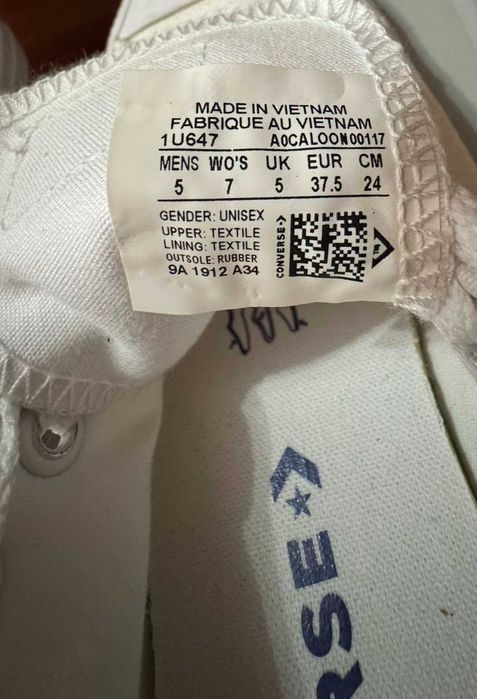 MADE IN VIETNAM
FABRIQUE AU VIETNAM
1U647 A0CALOON00117
MENS WO'S UK EUR CM
5 7 5 37.5 24
GENDER: UNISEX
UPPER: TEXTILE
LINING: TEXTILE
OUTSOLE: RUBBER
9A 1912 A34
CONVERSE
RSE